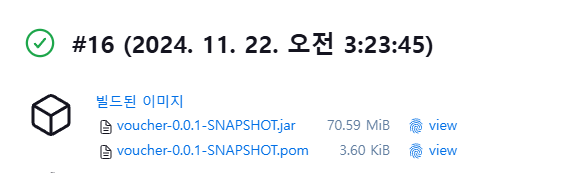 #16 (2024. 11. 22. 오전 3:23:45)
빌드된 이미지
voucher-0.0.1-SNAPSHOT.jar 70.59 MiB view
voucher-0.0.1-SNAPSHOT.pom 3.60 KiB view